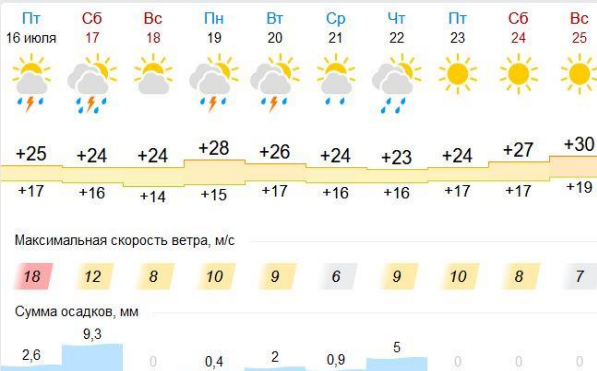 Пт Сб Вс Пн Вт Ср Чт Пт Сб Вс
16 июля 17 18 19 20 21 22 23 24 25
+25 +24 +24 +28 +26 +24 +23 +24 +27 +30
+17 +16 +14 +15 +17 +16 +16 +17 +17 +19
Максимальная скорость ветра, м/с
18 12 8 10 9 6 9 10 8 7
Сумма осадков, мм
2,6 9,3 0 0,4 2 0,9 5 0 0 0